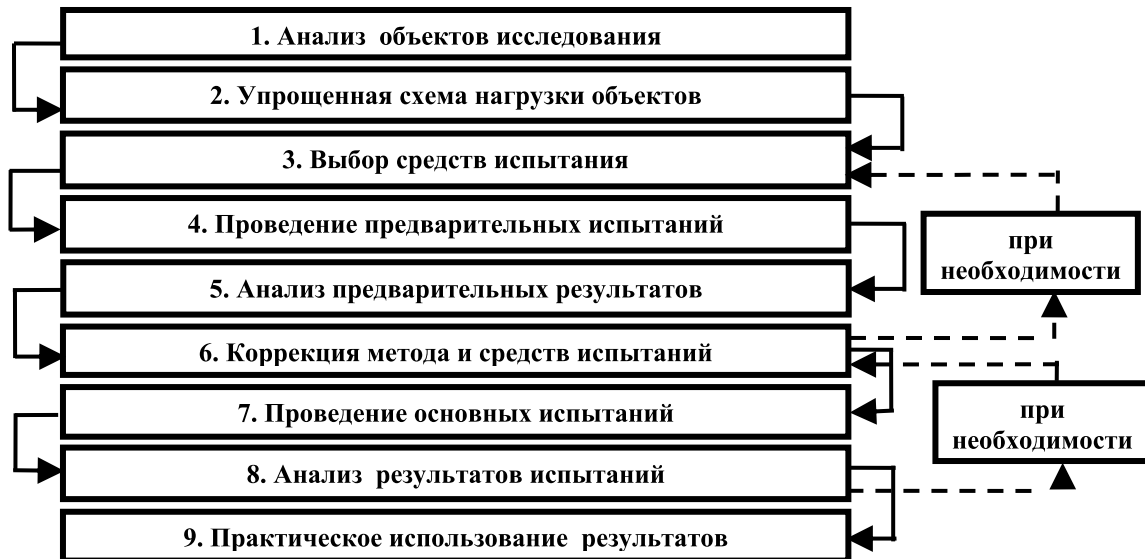 1. Анализ объектов исследования
2. Упрощенная схема нагрузки объектов
3. Выбор средств испытания
4. Проведение предварительных испытаний
при
необходимости
5. Анализ предварительных результатов
6. Коррекция метода и средств испытаний
7. Проведение основных испытаний
при
необходимости
8. Анализ результатов испытаний
9. Практическое использование результатов